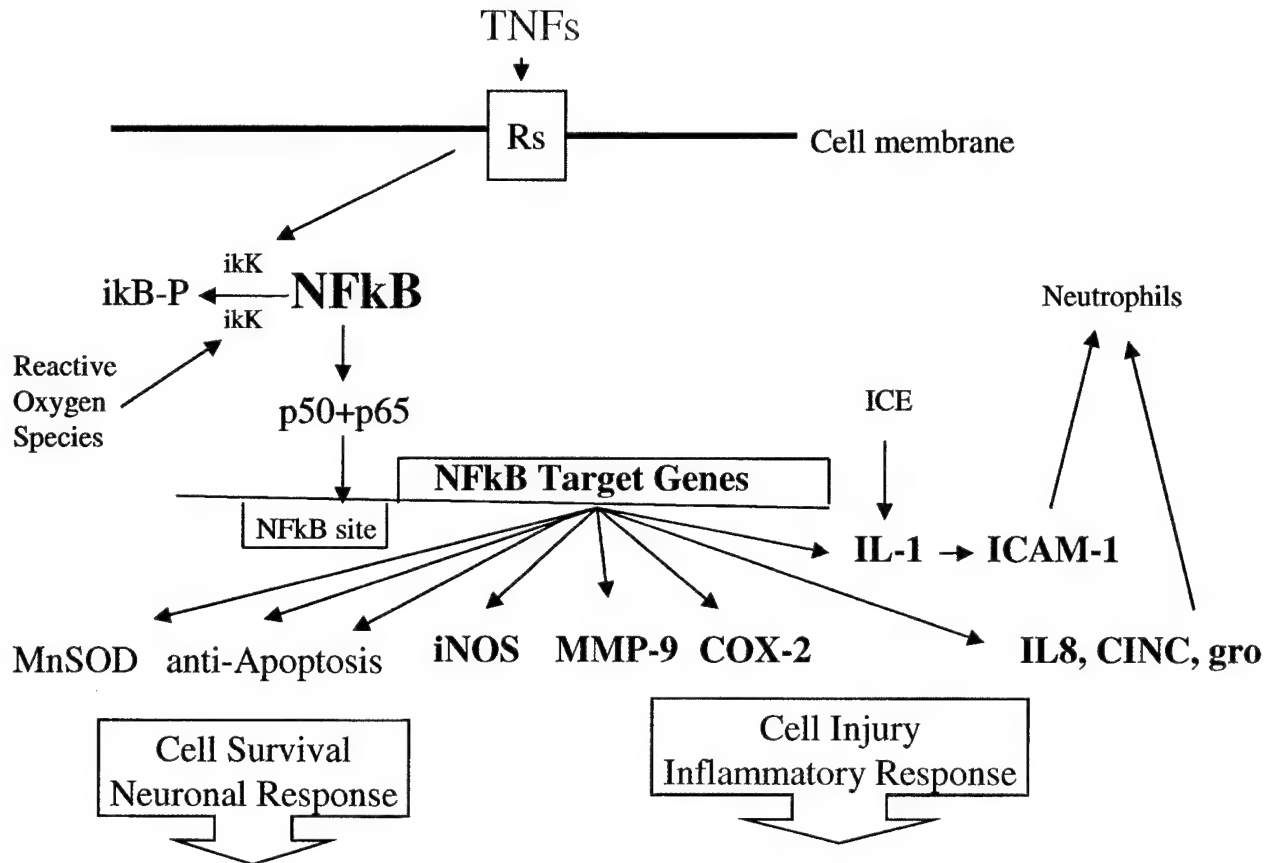 TNFs
Rs
Cell membrane
ikK
ikB-P
NFkB
ikK
Neutrophils
Reactive
Oxygen
Species
p50+p65
ICE
NFkB Target Genes
NFkB site
IL-1
ICAM-1
MnSOD
anti-Apoptosis
iNOS
MMP-9
COX-2
IL8, CINC, gro
Cell Survival
Neuronal Response
Cell Injury
Inflammatory Response